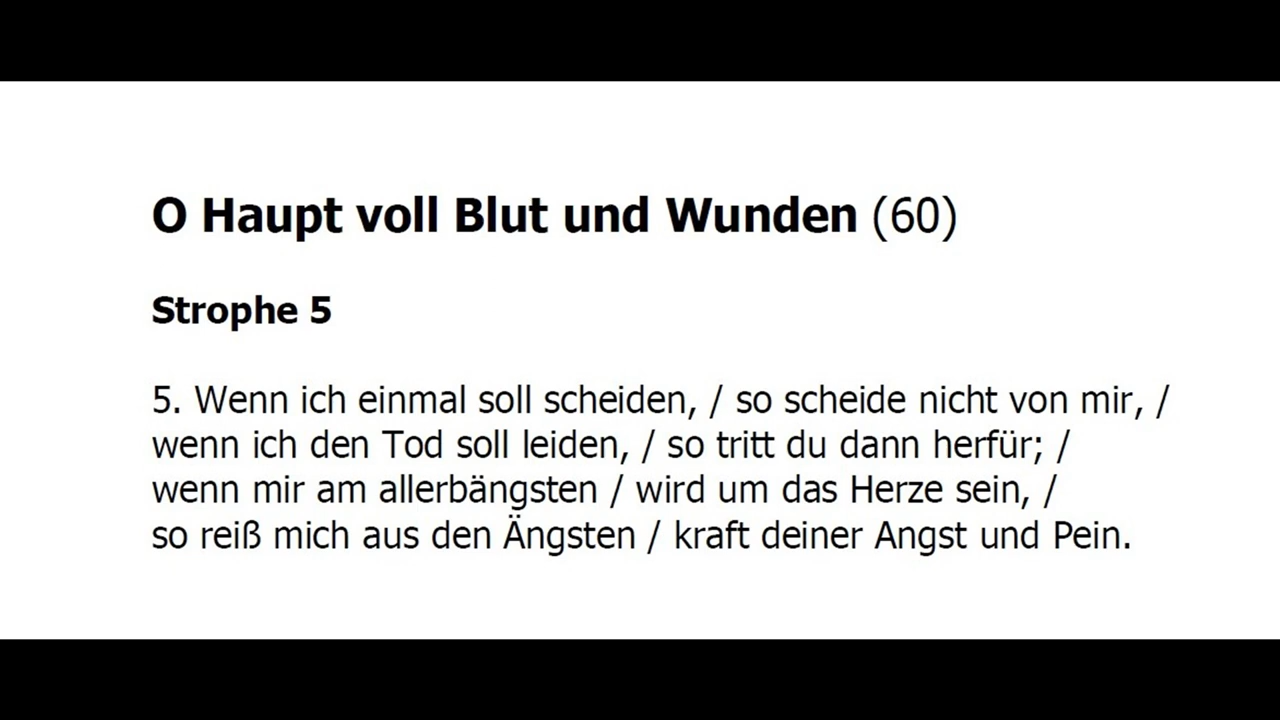 O Haupt voll Blut und Wunden (60)
Strophe 5
5. Wenn ich einmal soll scheiden, / so scheide nicht von mir, /
wenn ich den Tod soll leiden, / so tritt du dann herfür; /
wenn mir am allerbängsten / wird um das Herze sein, /
so reiß mich aus den Ängsten / kraft deiner Angst und Pein.